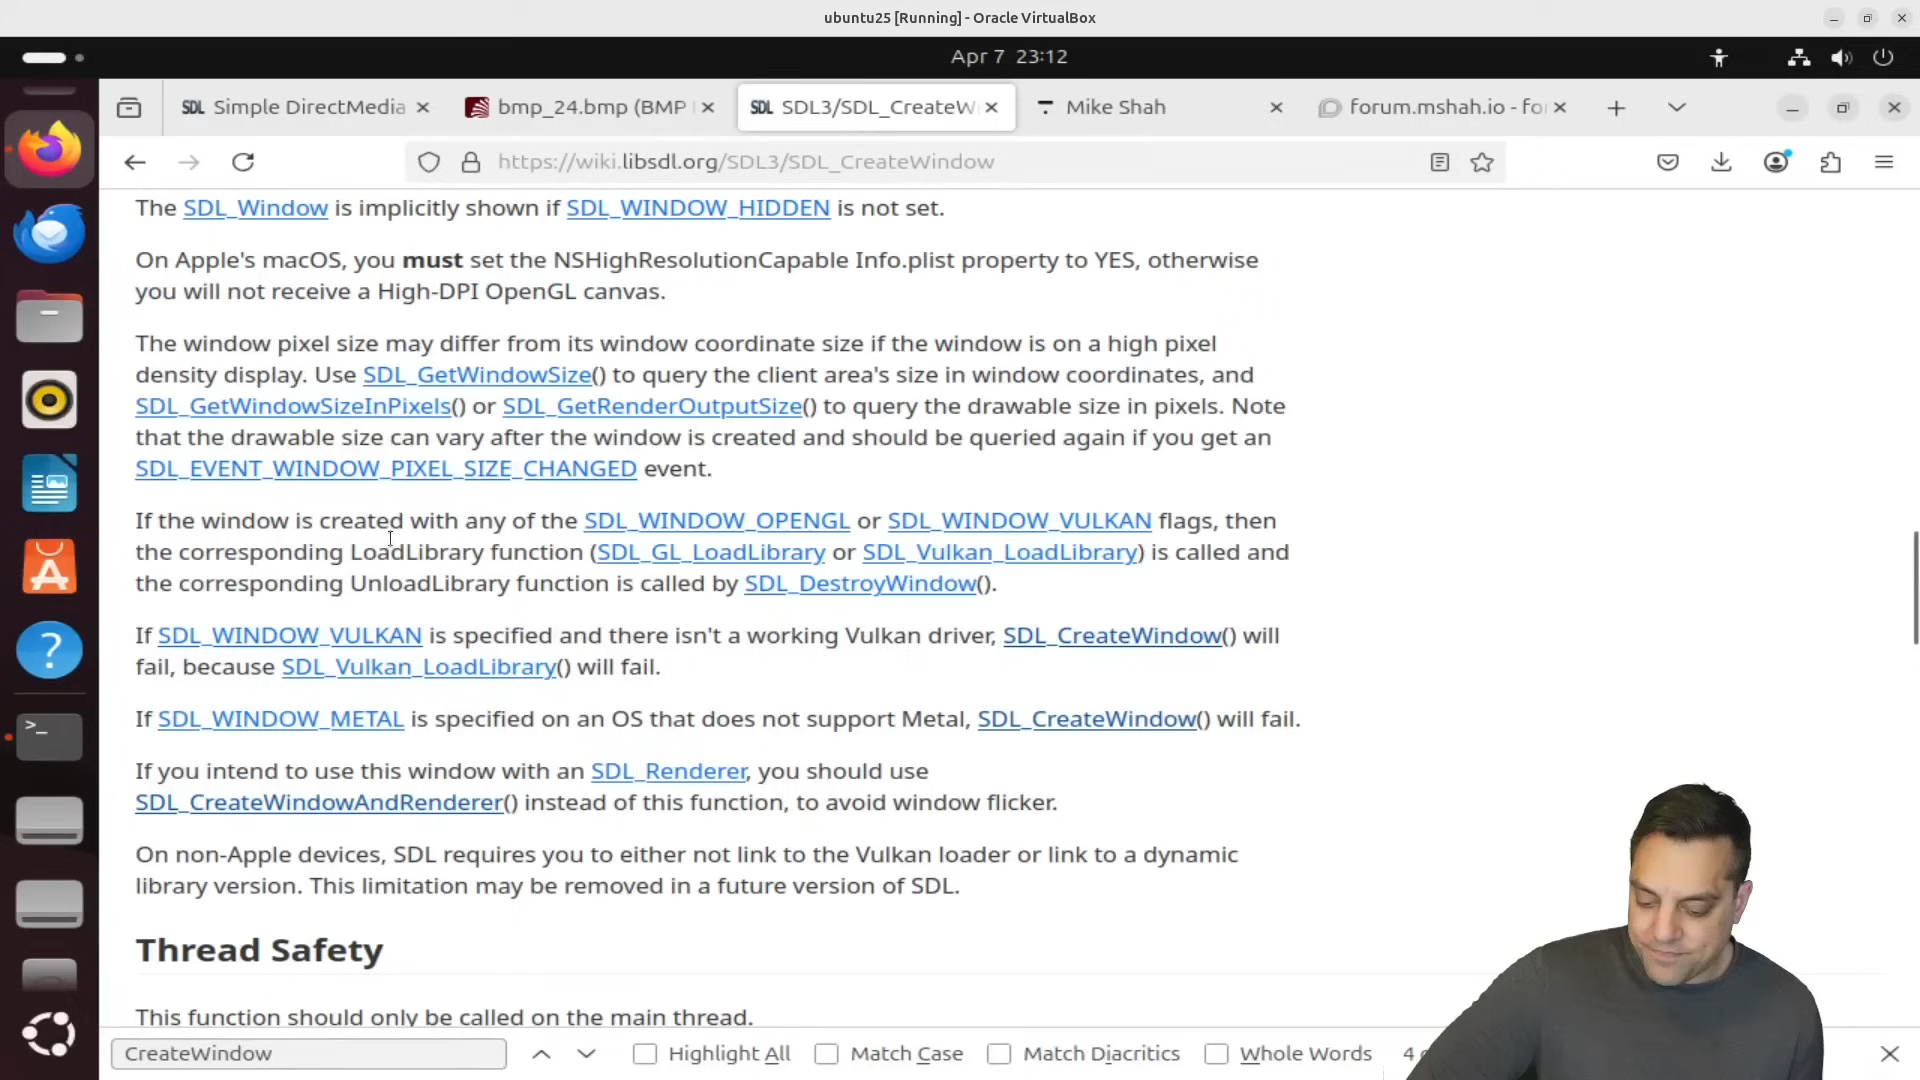 ubuntu25 [Running] - Oracle VirtualBox
Apr 7 23:12
SDL Simple DirectMedia
bmp_24.bmp (BMP
SDL SDL3/SDL_CreateW
Mike Shah
forum.mshah.io - fo
https://wiki.libsdl.org/SDL3/SDL_CreateWindow
The SDL_Window is implicitly shown if SDL_WINDOW_HIDDEN is not set.
On Apple's macOS, you must set the NSHighResolutionCapable Info.plist property to YES, otherwise
you will not receive a High-DPI OpenGL canvas.
The window pixel size may differ from its window coordinate size if the window is on a high pixel
density display. Use SDL_GetWindowSize() to query the client area's size in window coordinates, and
SDL_GetWindowSizeInPixels() or SDL_GetRenderOutputSize() to query the drawable size in pixels. Note
that the drawable size can vary after the window is created and should be queried again if you get an
SDL_EVENT_WINDOW_PIXEL_SIZE_CHANGED event.
If the window is created with any of the SDL_WINDOW_OPENGL or SDL_WINDOW_VULKAN flags, then
the corresponding LoadLibrary function (SDL_GL_LoadLibrary or SDL_Vulkan_LoadLibrary) is called and
the corresponding UnloadLibrary function is called by SDL_DestroyWindow().
If SDL_WINDOW_VULKAN is specified and there isn't a working Vulkan driver, SDL_CreateWindow() will
fail, because SDL_Vulkan_LoadLibrary() will fail.
If SDL_WINDOW_METAL is specified on an OS that does not support Metal, SDL_CreateWindow() will fail.
If you intend to use this window with an SDL_Renderer, you should use
SDL_CreateWindowAndRenderer() instead of this function, to avoid window flicker.
On non-Apple devices, SDL requires you to either not link to the Vulkan loader or link to a dynamic
library version. This limitation may be removed in a future version of SDL.
Thread Safety
This function should only be called on the main thread.
CreateWindow
Highlight All
Match Case
Match Diacritics
Whole Words
4